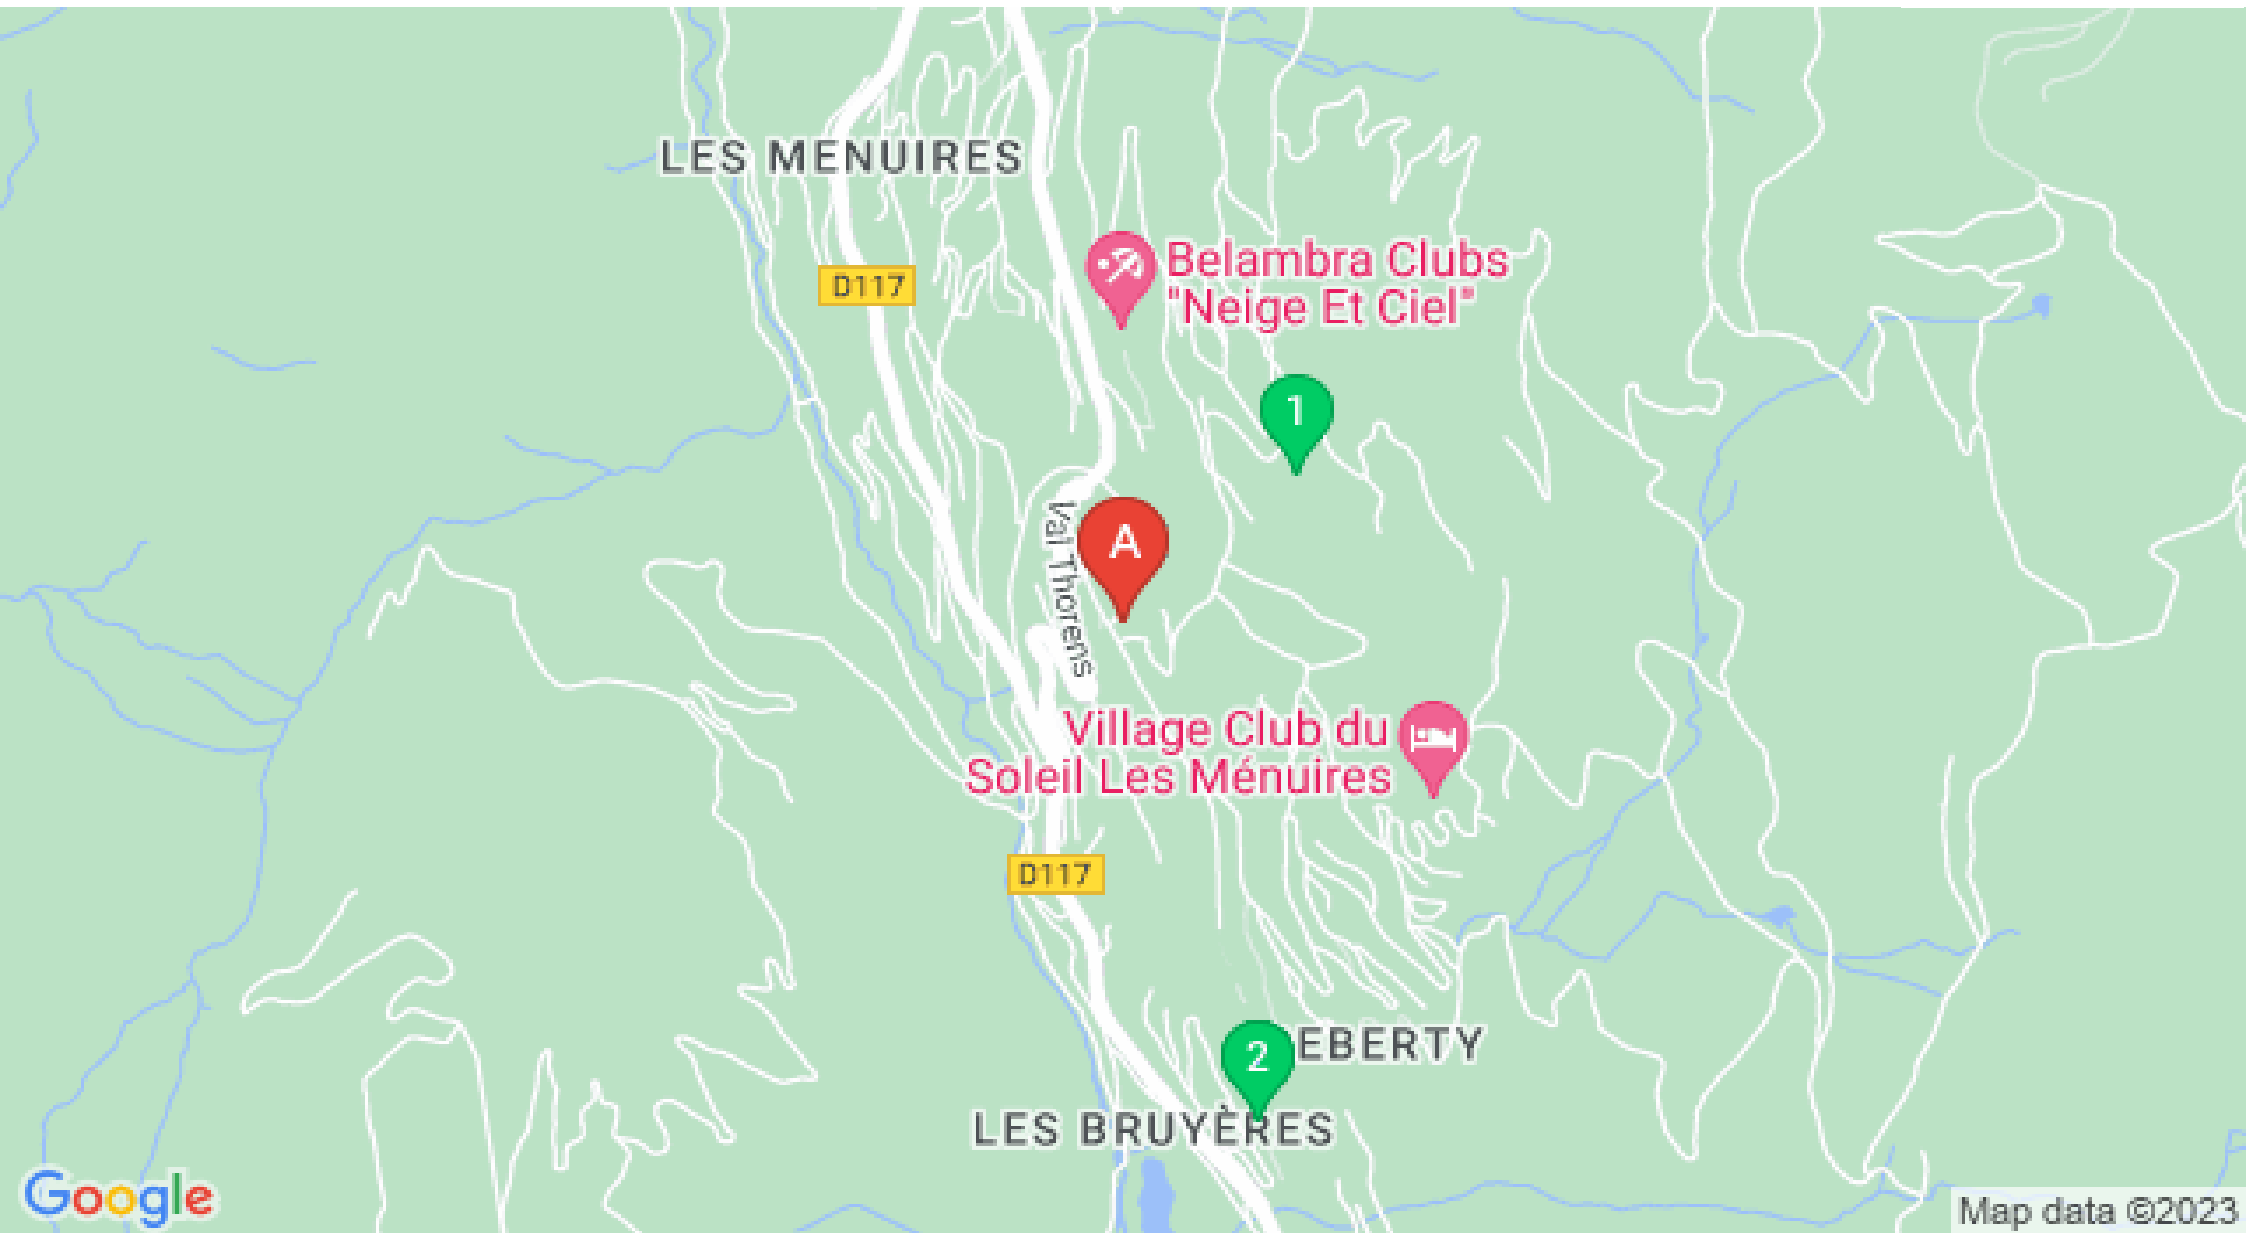 LES MENUIRES
Belambra Clubs
"Neige Et Ciel"
D117
1
A
Val Thorens
Village Club du
Soleil Les Ménuires
D117
2
EBERTY
LES BRUYÈRES
Google
Map data ©2023